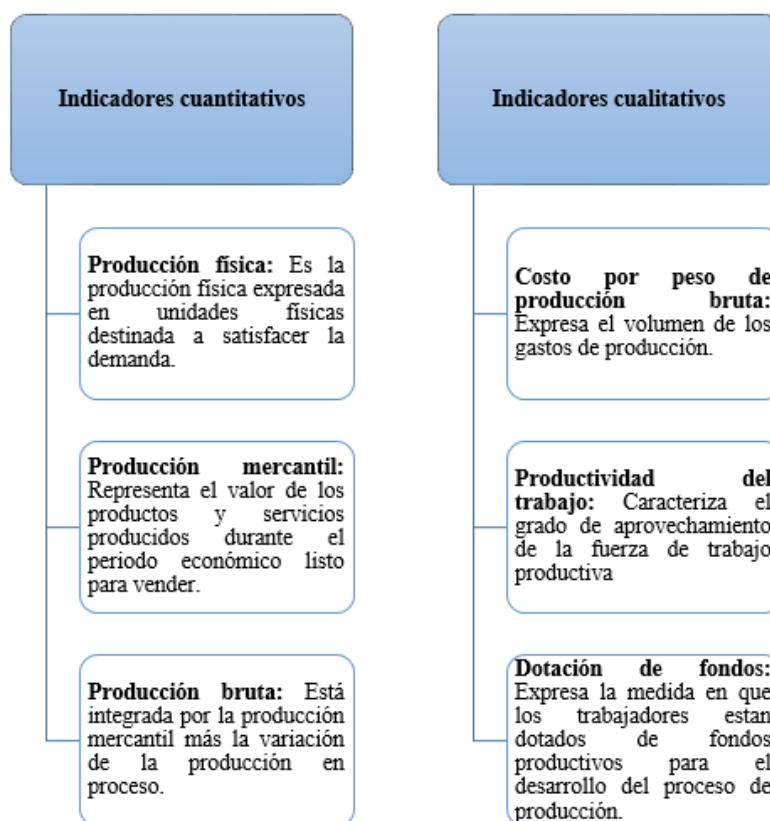 Indicadores cuantitativos
Producción física: Es la
producción física expresada
en unidades físicas
destinada a satisfacer la
demanda.
Producción mercantil:
Representa el valor de los
productos y servicios
producidos durante el
periodo económico listo
para vender.
Producción bruta: Está
integrada por la producción
mercantil más la variación
de la producción en
proceso.
Indicadores cualitativos
Costo por peso de
producción bruta:
Expresa el volumen de los
gastos de producción.
Productividad del
trabajo: Caracteriza el
grado de aprovechamiento
de la fuerza de trabajo
productiva
Dotación de fondos:
Expresa la medida en que
los trabajadores estan
dotados de fondos
productivos para el
desarrollo del proceso de
producción.